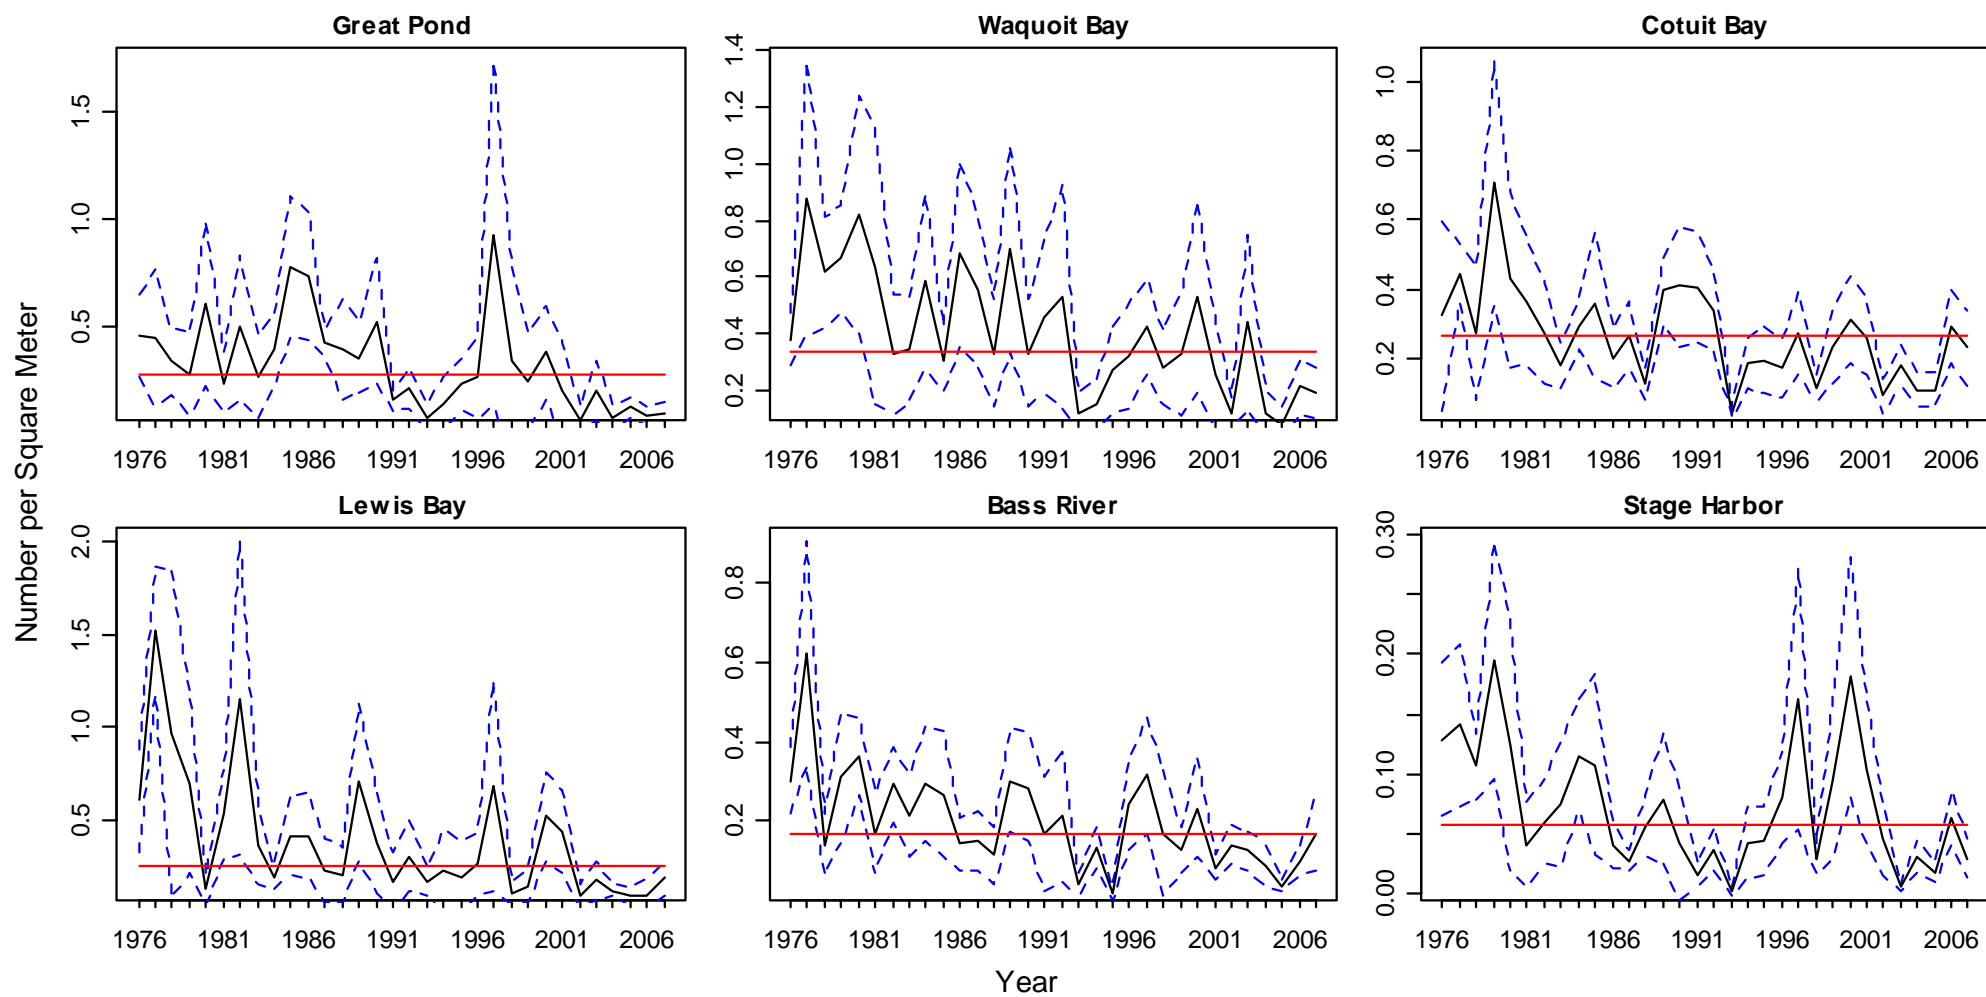 Great Pond Waquoit Bay Cotuit Bay
0.5 1.0 1.5
0.2 0.4 0.6 0.8 1.0 1.2 1.4
0.2 0.4 0.6 0.8 1.0
1976 1981 1986 1991 1996 2001 2006
1976 1981 1986 1991 1996 2001 2006
1976 1981 1986 1991 1996 2001 2006
Number per Square Meter
Lewis Bay Bass River Stage Harbor
0.5 1.0 1.5 2.0
0.2 0.4 0.6 0.8
0.00 0.10 0.20 0.30
1976 1981 1986 1991 1996 2001 2006
1976 1981 1986 1991 1996 2001 2006
1976 1981 1986 1991 1996 2001 2006
Year